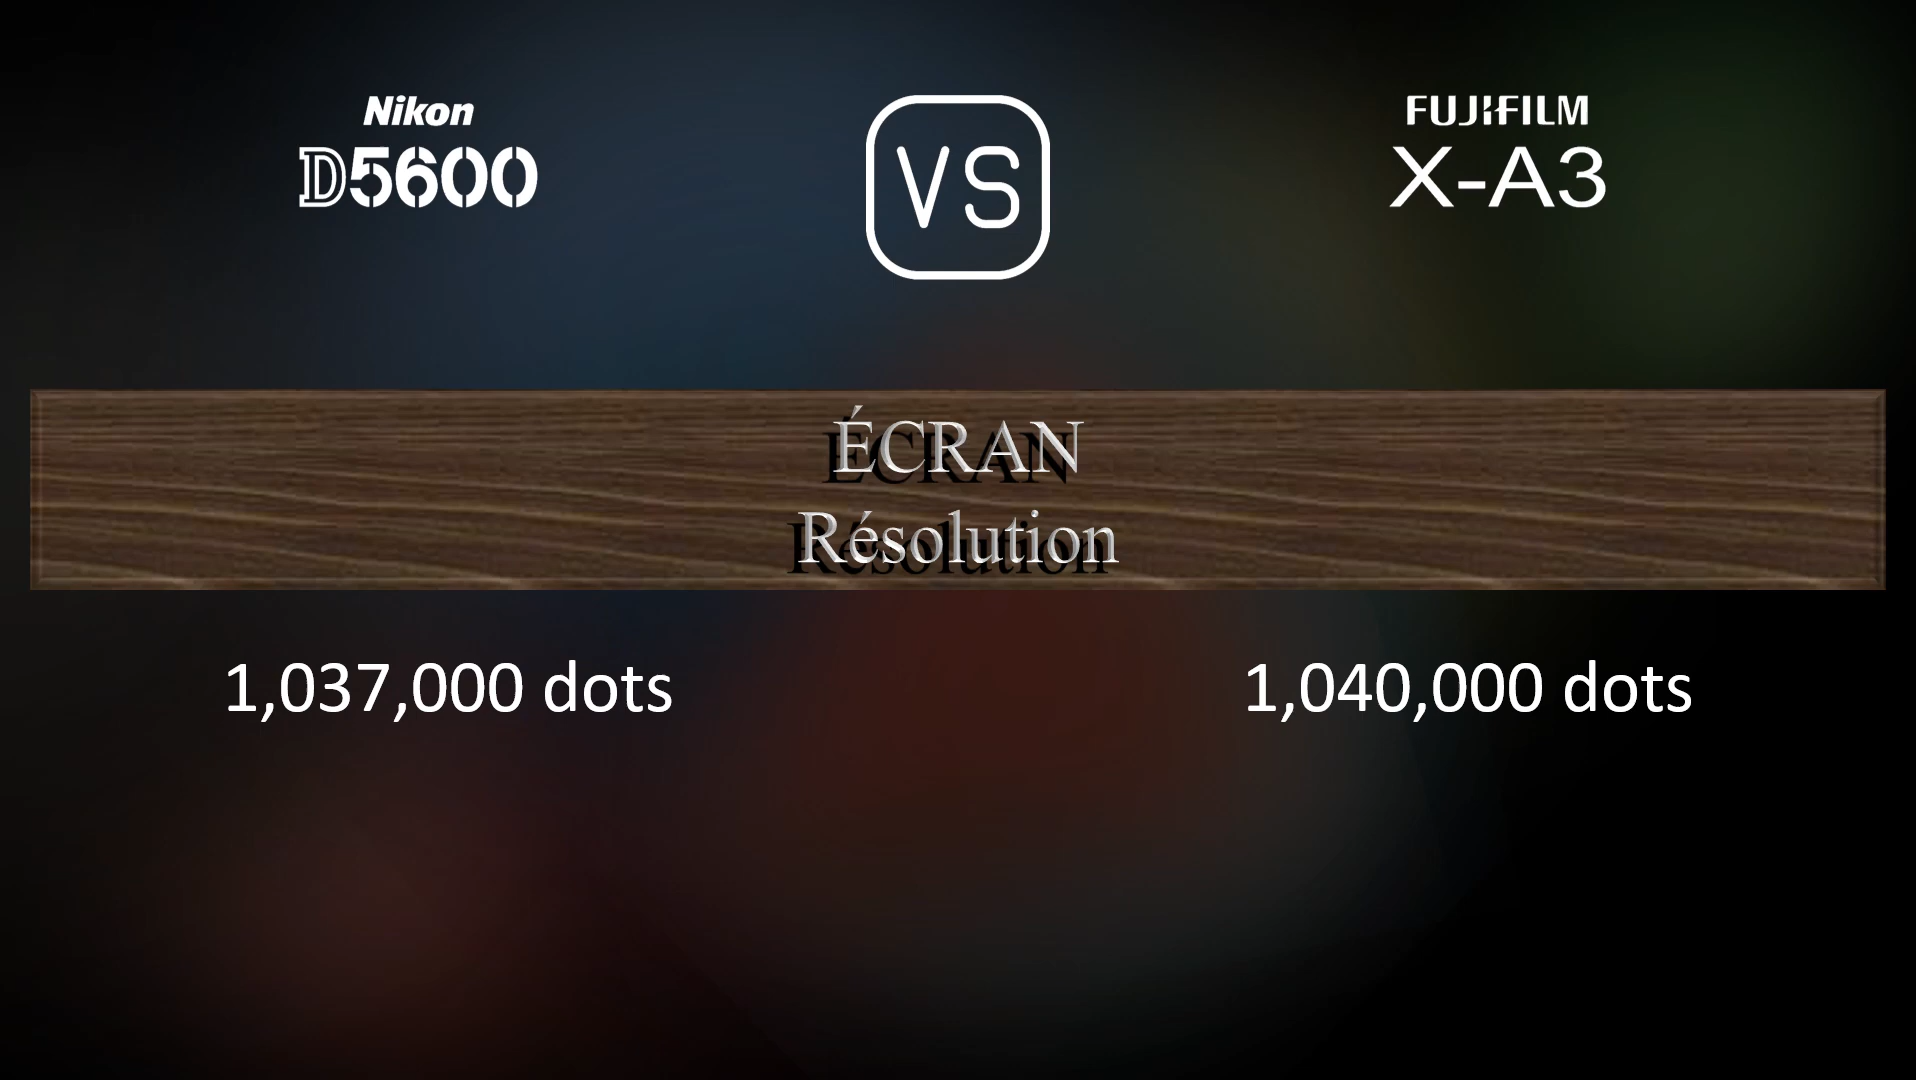 Nikon
D5600
VS
FUJIFILM
X-A3
ÉCRAN
Résolution
1,037,000 dots
1,040,000 dots